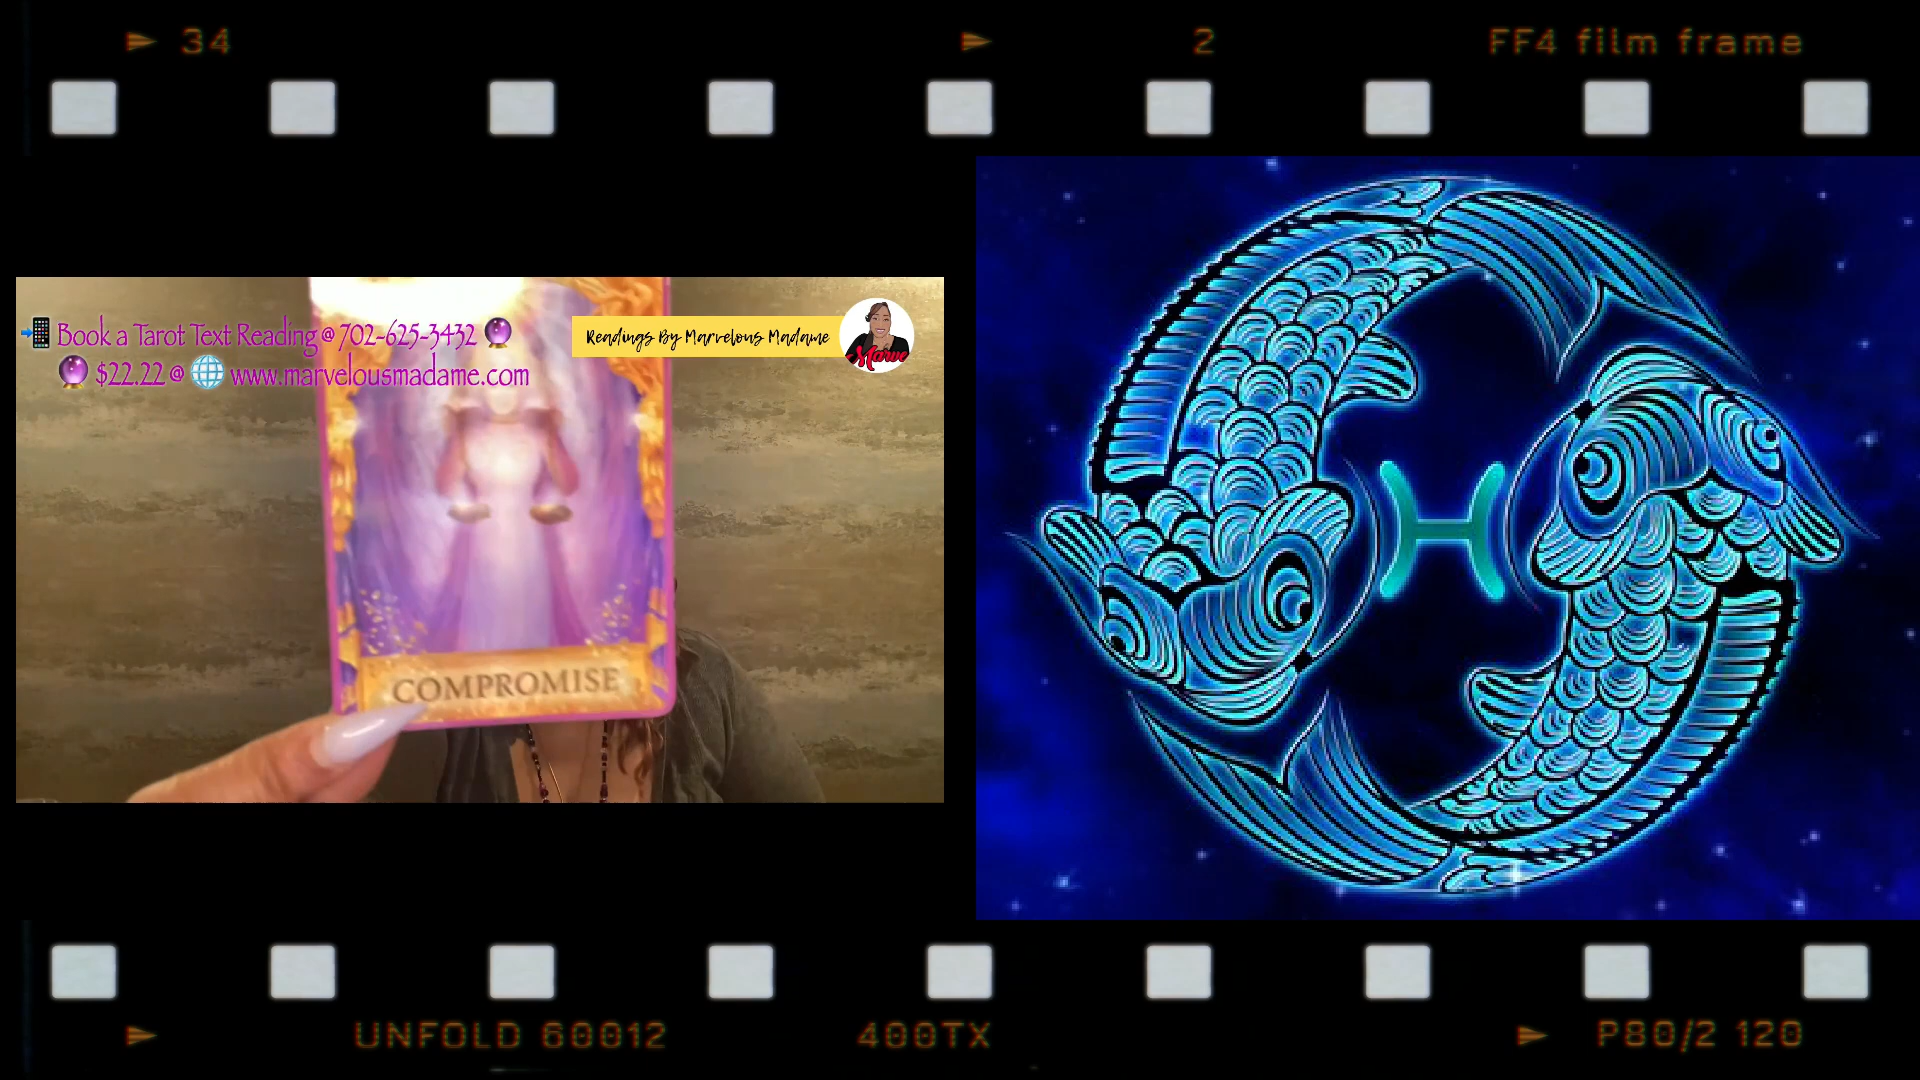 34
2
FF4 film frame
Book a Tarot Text Reading @ 702-625-3432
$22.22 @ www.marvelousmadame.com
Readings By Marvelous Madame
Marve
COMPROMISE
UNFOLD 60012
400TX
P80/2 120